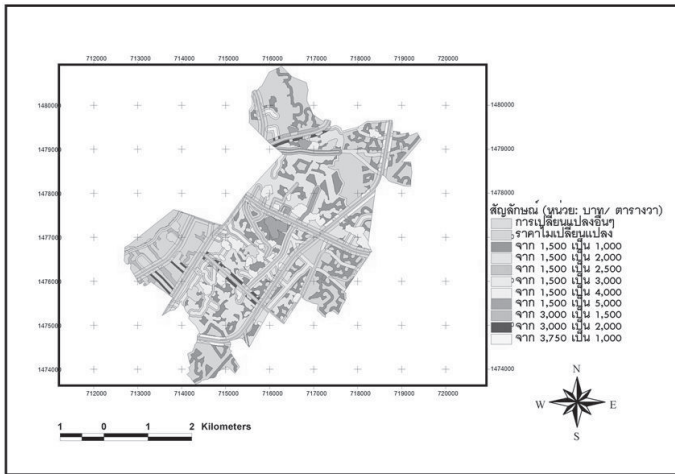 712000 713000 714000 715000 716000 717000 718000 719000 720000
1480000 1480000
1479000 1479000
1478000 1478000
1477000
1476000
1475000
1474000 1474000
712000 713000 714000 715000 716000 717000 718000 719000 720000
สัญลักษณ์ (หน่วย: บาท/ ตารางวา)
การเปลี่ยนแปลงอื่นๆ
ราคาไม่เปลี่ยนแปลง
จาก 1,500 เป็น 1,000
จาก 1,500 เป็น 2,000
จาก 1,500 เป็น 2,500
จาก 1,500 เป็น 3,000
จาก 1,500 เป็น 4,000
จาก 1,500 เป็น 5,000
จาก 3,000 เป็น 1,500
จาก 3,000 เป็น 2,000
จาก 3,750 เป็น 1,000
1 0 1 2 Kilometers
N
W E
S